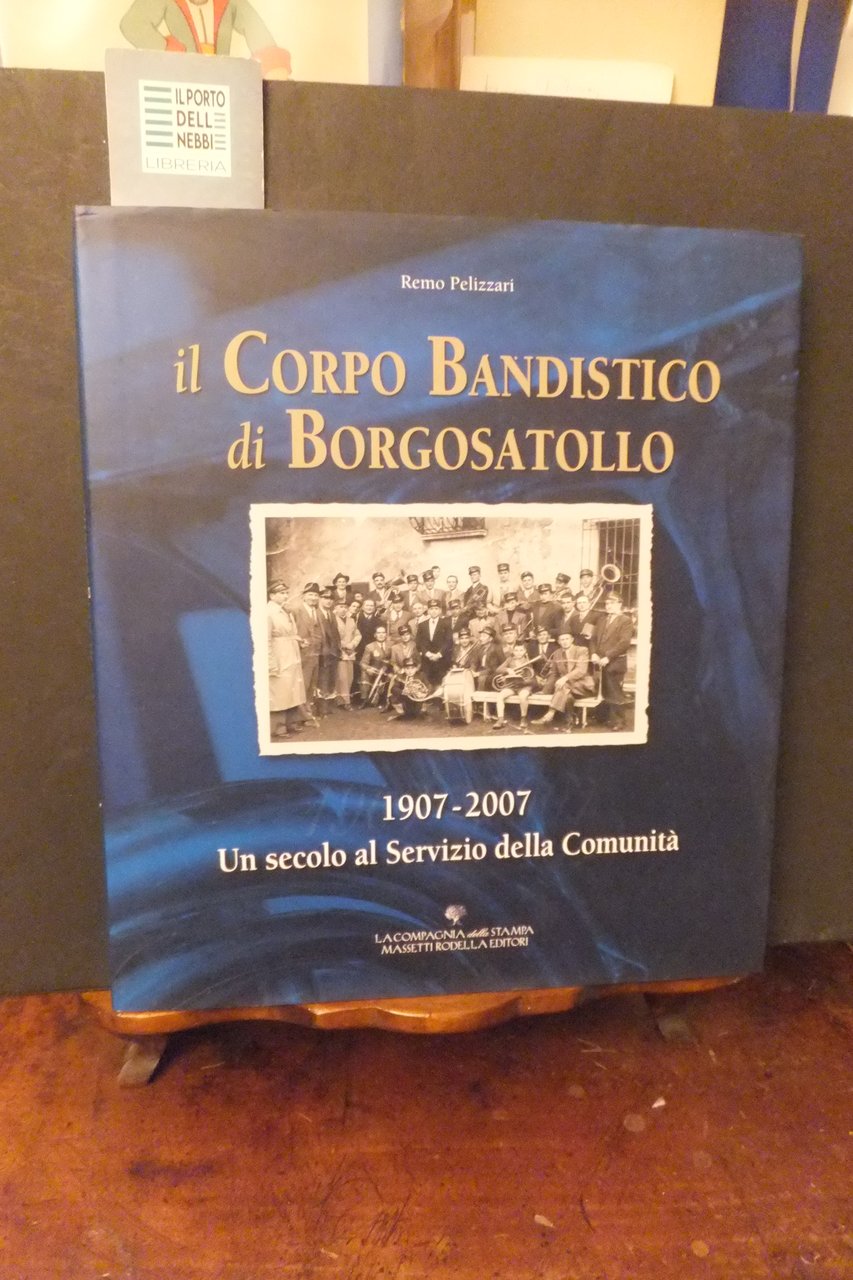 IL PORTO
DELL
NEBBI
LIBRERIA
Remo Pelizzari
il CORPO BANDISTICO
di BORGOSATOLLO
1907-2007
Un secolo al Servizio della Comunità
LA COMPAGNIA della STAMPA
MASSETTI RODELLA EDITORI